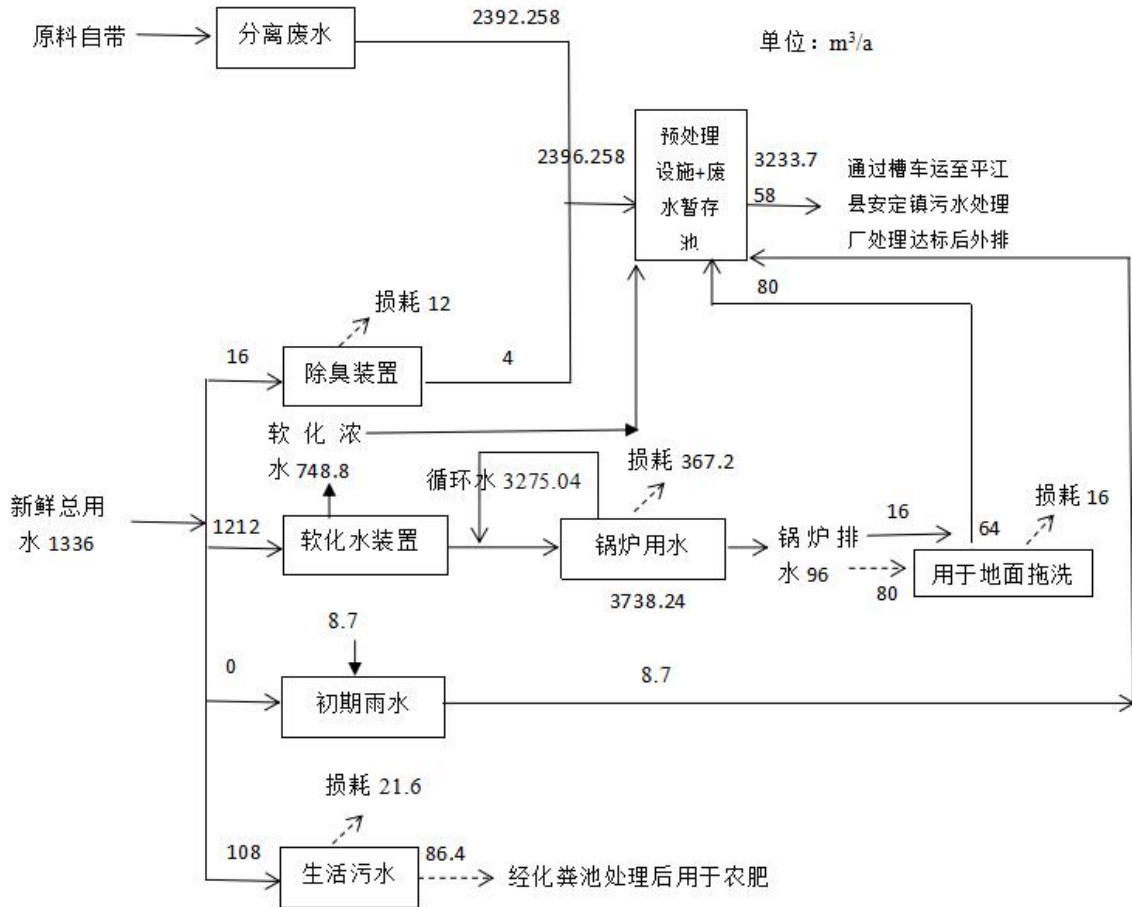 2392.258
原料自带
分离废水
单位：m³/a
2396.258
预处理
设施+废
水暂存
池
3233.7
58
通过槽车运至平江
县安定镇污水处理
厂处理达标后外排
80
损耗 12
16
除臭装置
4
软 化 浓
水 748.8
循环水 3275.04
损耗 367.2
新鲜总用
水 1336
1212
软化水装置
锅炉用水
3738.24
锅 炉 排
水 96
16
80
64
损耗 16
用于地面拖洗
8.7
0
初期雨水
8.7
损耗 21.6
108
生活污水
86.4
经化粪池处理后用于农肥